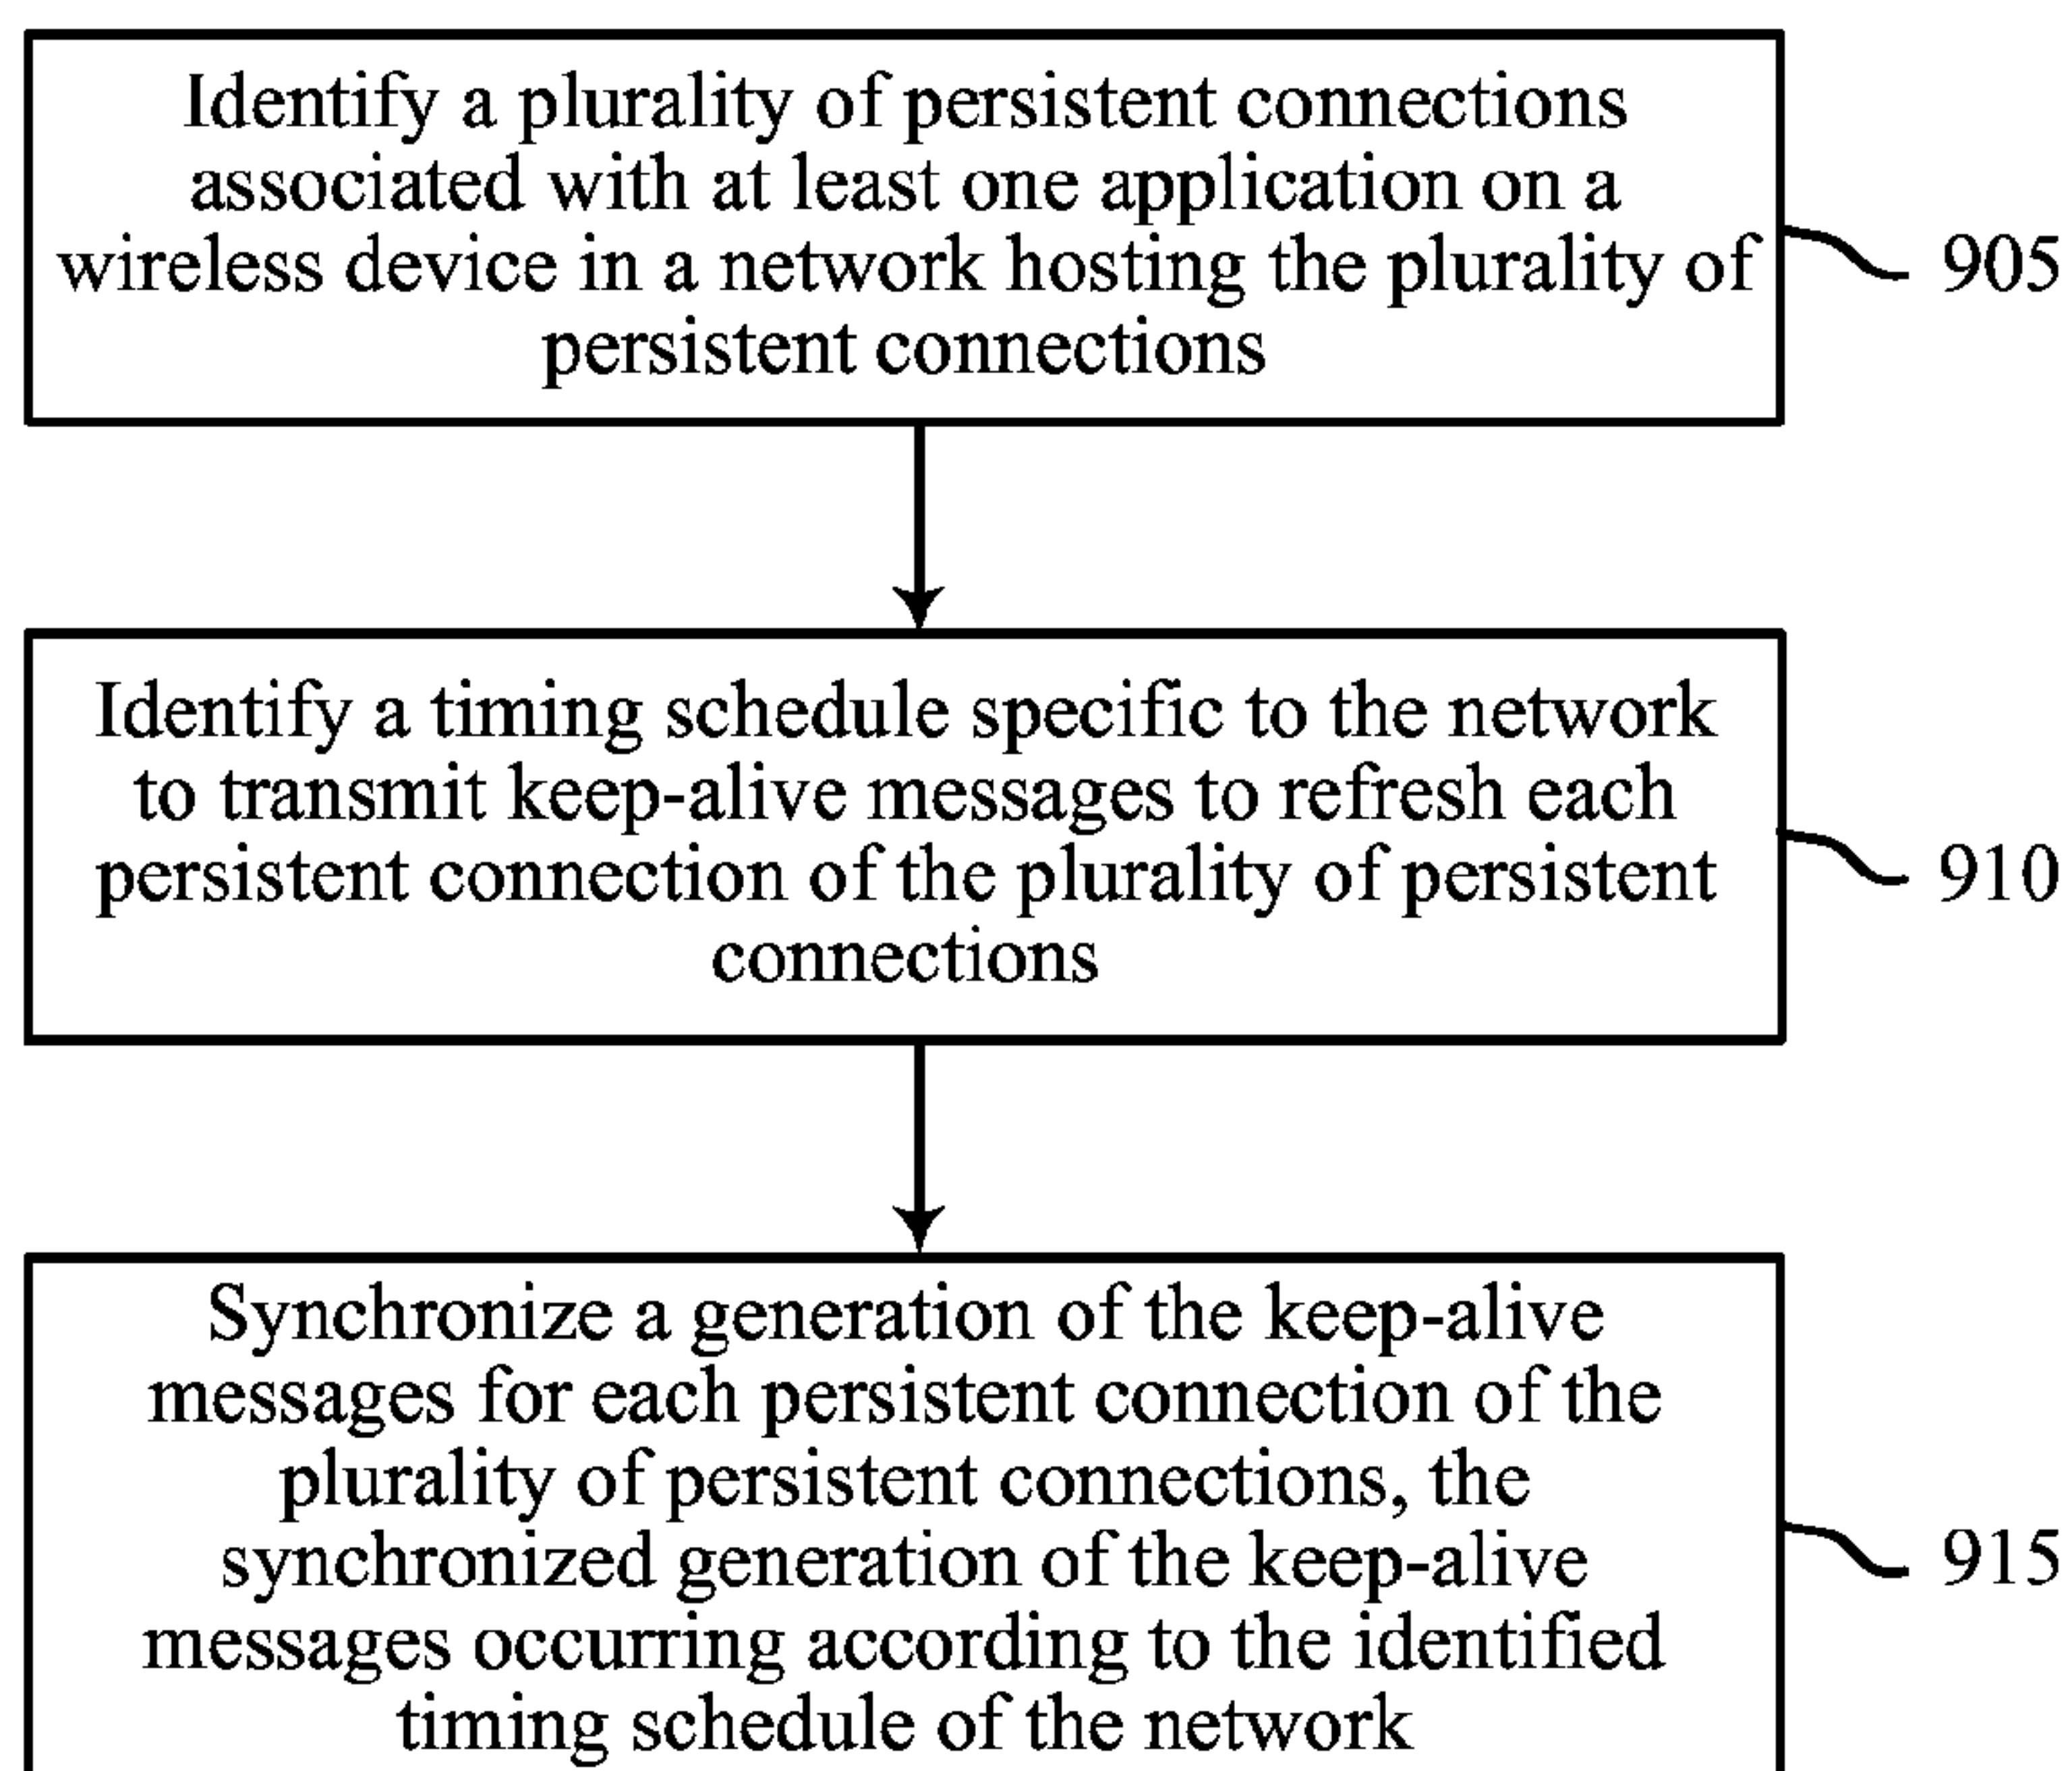 Identify a plurality of persistent connections
associated with at least one application on a
wireless device in a network hosting the plurality of
persistent connections
905
Identify a timing schedule specific to the network
to transmit keep-alive messages to refresh each
persistent connection of the plurality of persistent
connections
910
Synchronize a generation of the keep-alive
messages for each persistent connection of the
plurality of persistent connections, the
synchronized generation of the keep-alive
messages occurring according to the identified
timing schedule of the network
915